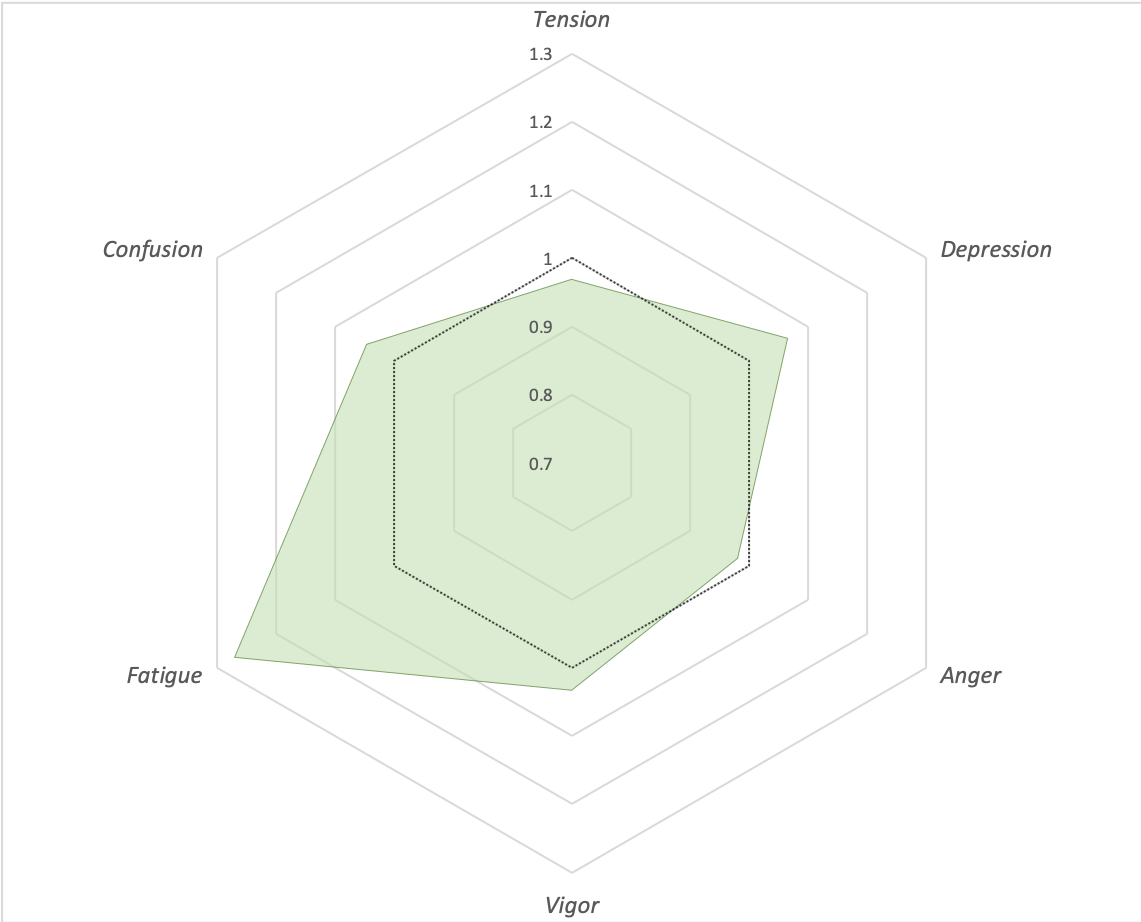 Tension
1.3
1.2
1.1
Confusion
Depression
1
0.9
0.8
0.7
Fatigue
Anger
Vigor